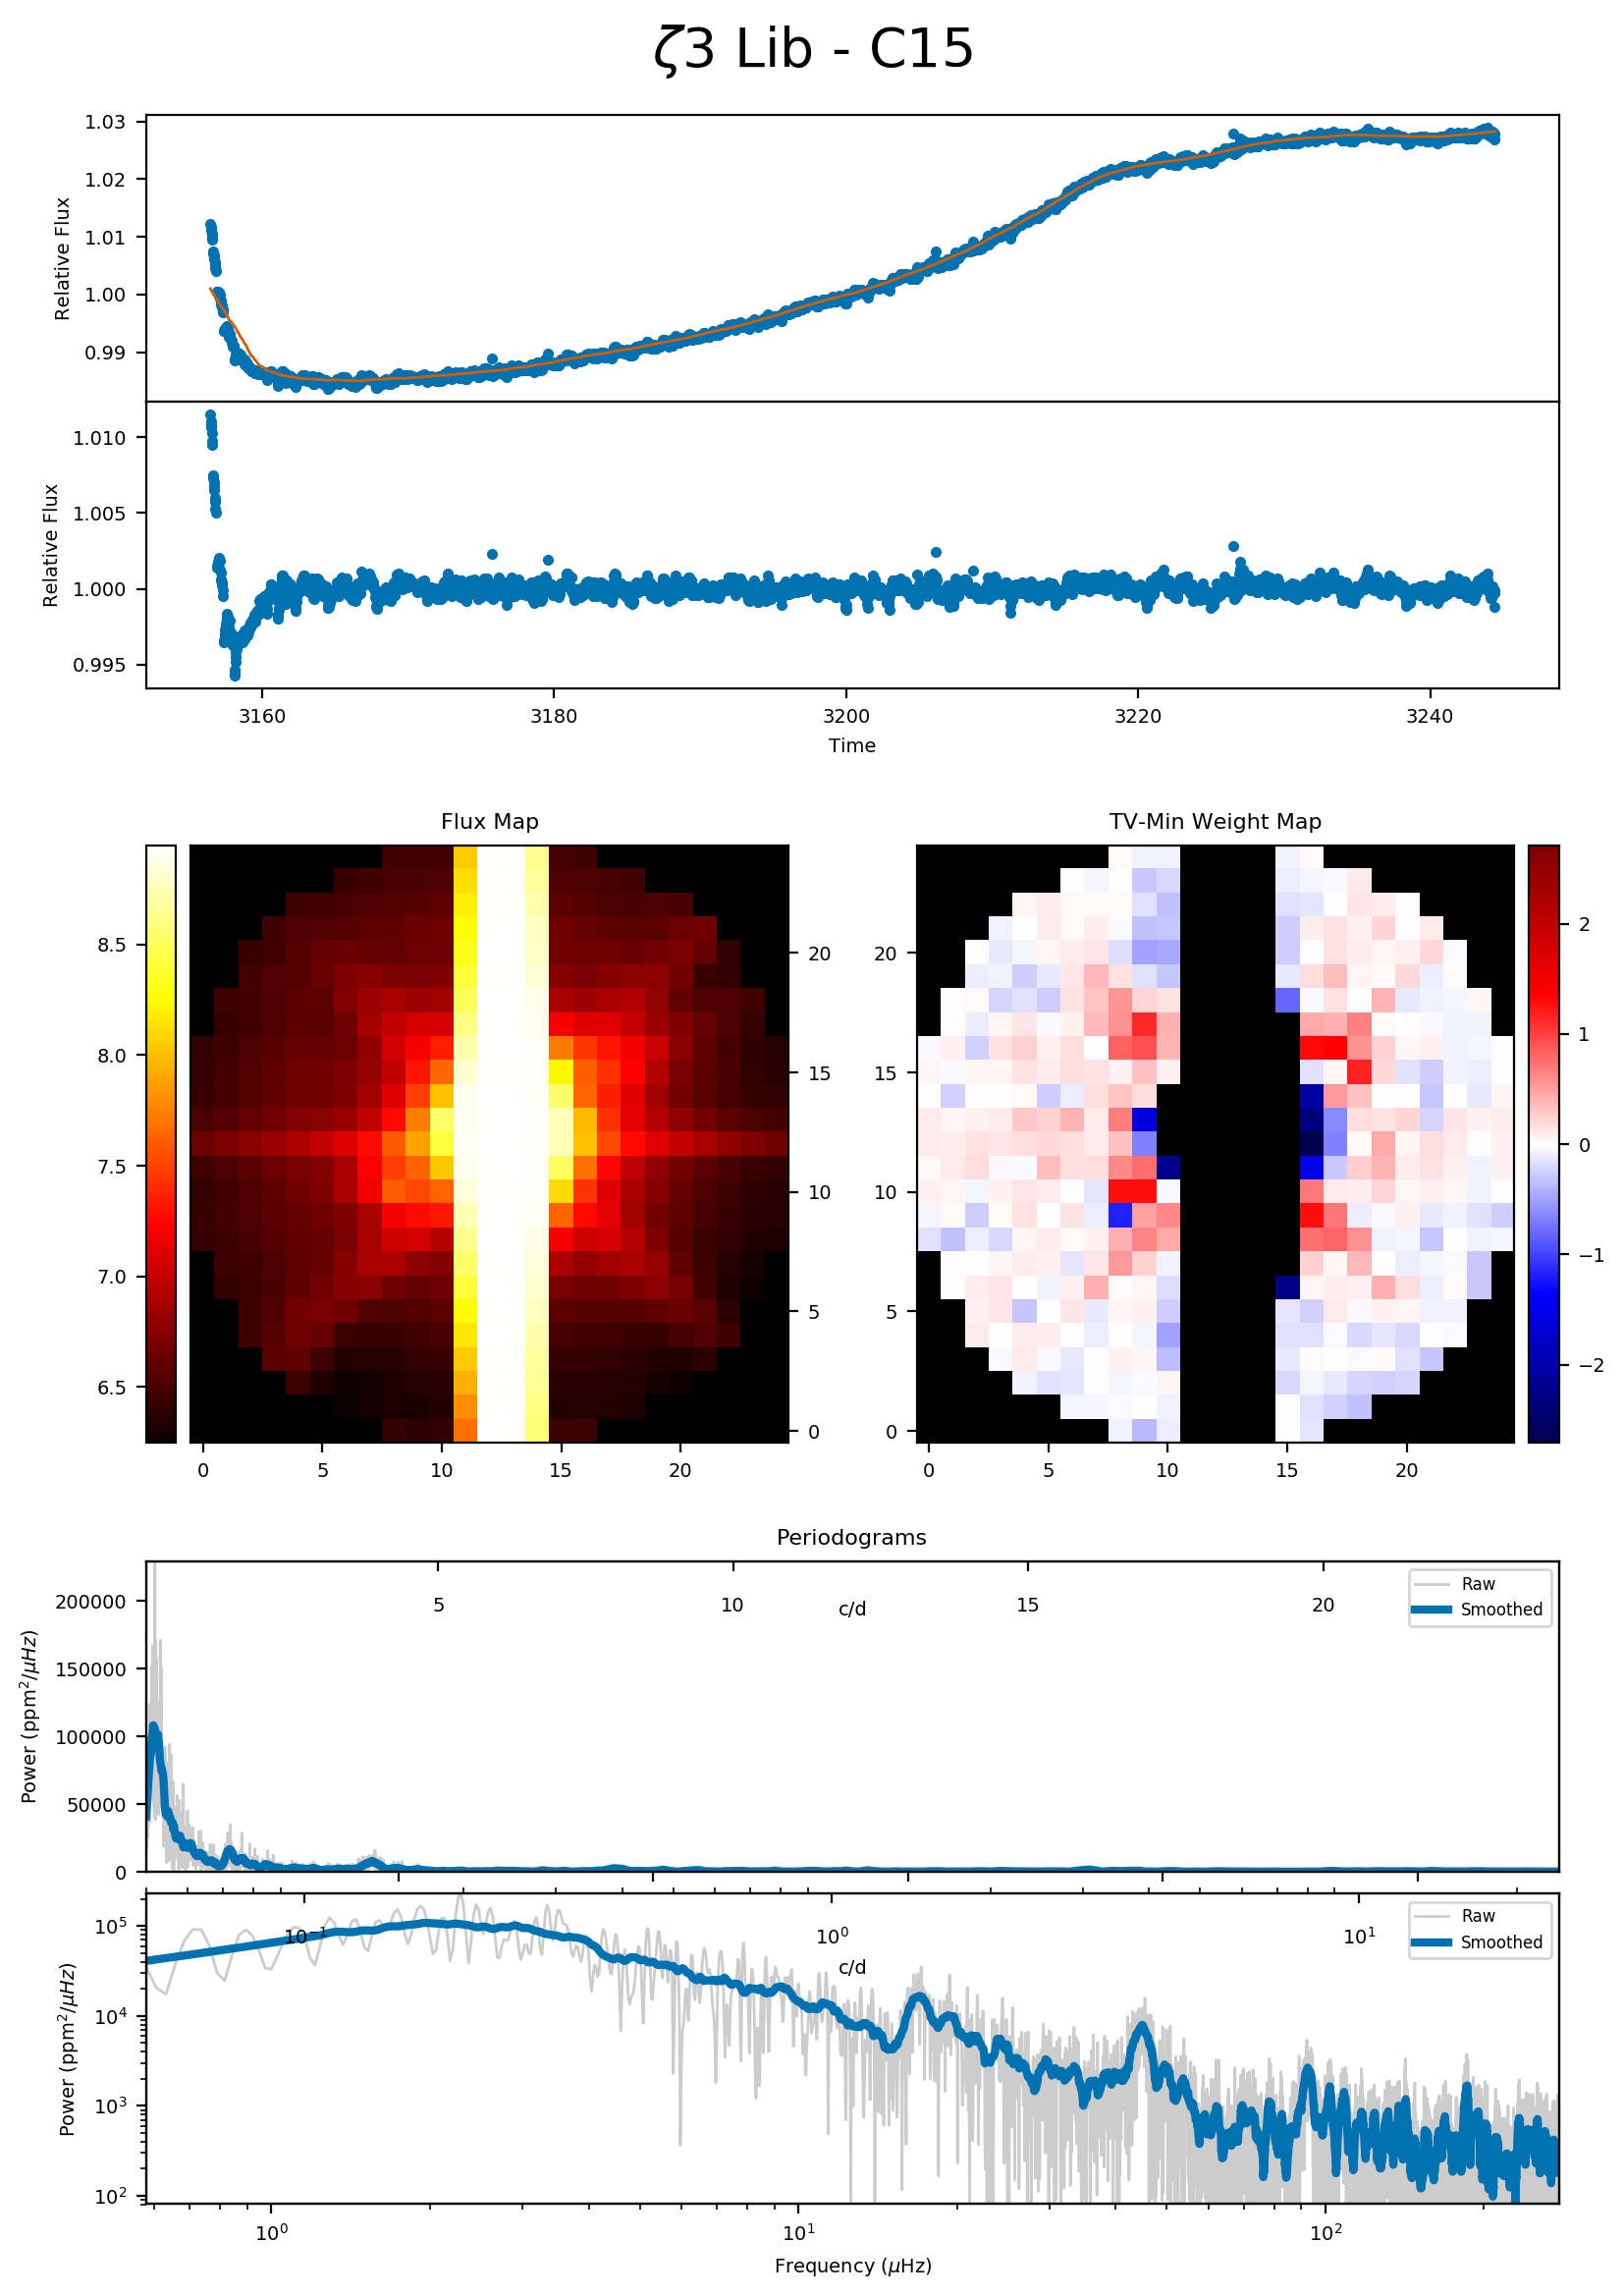 ζ3 Lib - C15
1.03
1.02
1.01
1.00
0.99
Relative Flux
1.010
1.005
1.000
0.995
Relative Flux
3160 3180 3200 3220 3240
Time
Flux Map
8.5
8.0
7.5
7.0
6.5
20
15
10
5
0
0 5 10 15 20
TV-Min Weight Map
20
15
10
5
0
0 5 10 15 20
2
1
0
−1
−2
Periodograms
200000
150000
100000
50000
0
Power (ppm²/μHz)
5 10 15 20
c/d
Raw
Smoothed
10⁵
10⁴
10³
10²
Power (ppm²/μHz)
10⁻¹ 10⁰ 10¹
c/d
Raw
Smoothed
10⁰ 10¹ 10²
Frequency (μHz)